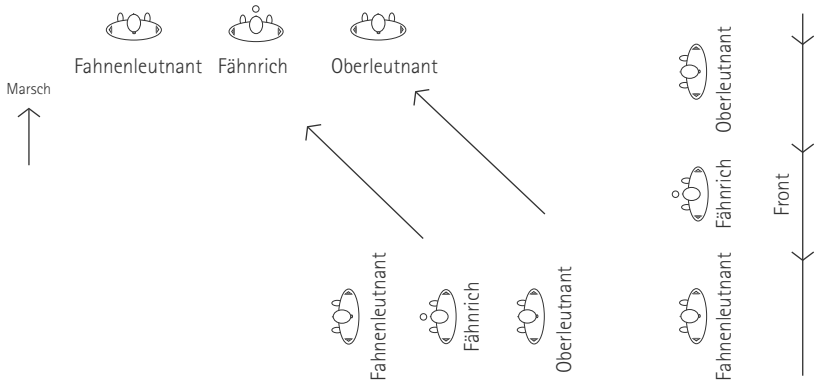 Fahnenleutnant Fähnrich Oberleutnant
Marsch
Oberleutnant
Fähnrich
Front
Fahnenleutnant
Fähnrich
Oberleutnant
Fahnenleutnant